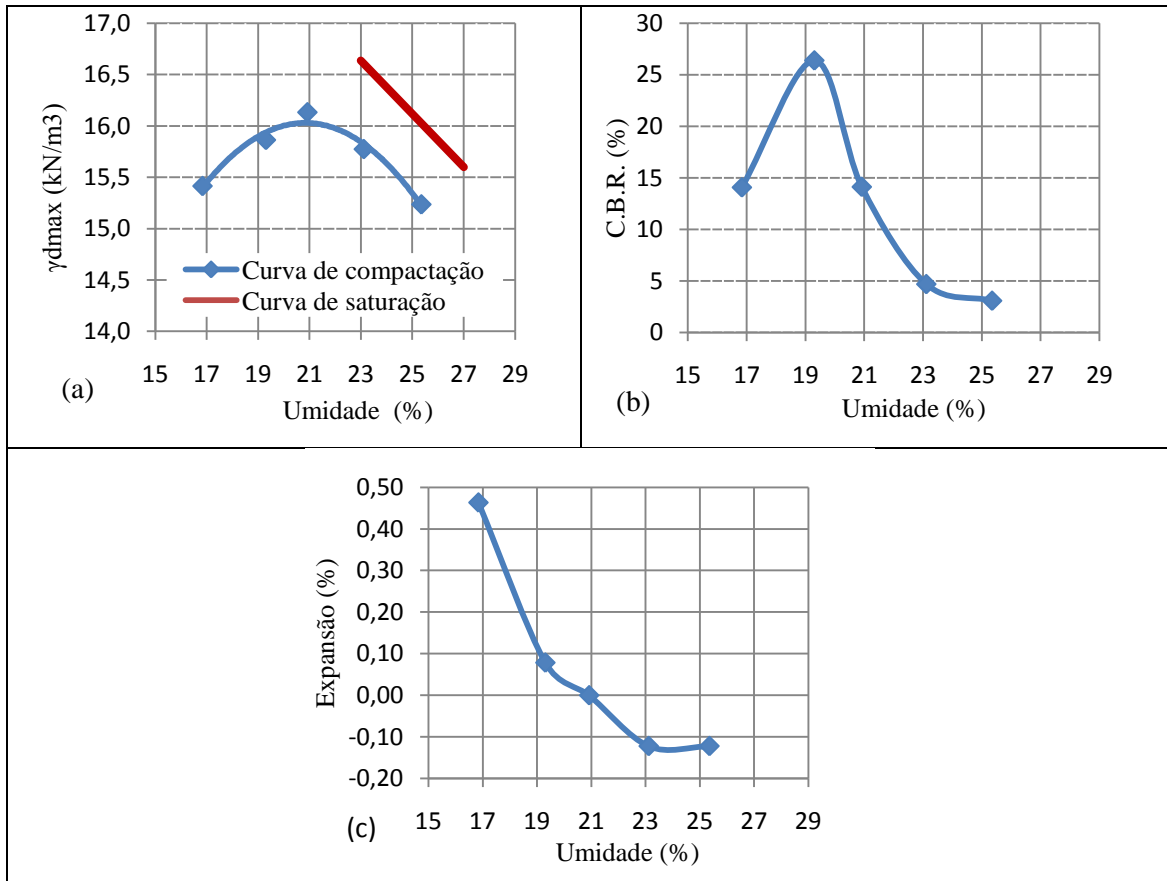 17,0
16,5
16,0
15,5
15,0
14,5
14,0
γdmax (kN/m3)
Curva de compactação
Curva de saturação
15 17 19 21 23 25 27 29
Umidade (%)
(a)
30
25
20
15
10
5
0
C.B.R. (%)
15 17 19 21 23 25 27 29
Umidade (%)
(b)
0,50
0,40
0,30
0,20
0,10
0,00
-0,10
-0,20
Expansão (%)
15 17 19 21 23 25 27 29
Umidade (%)
(c)